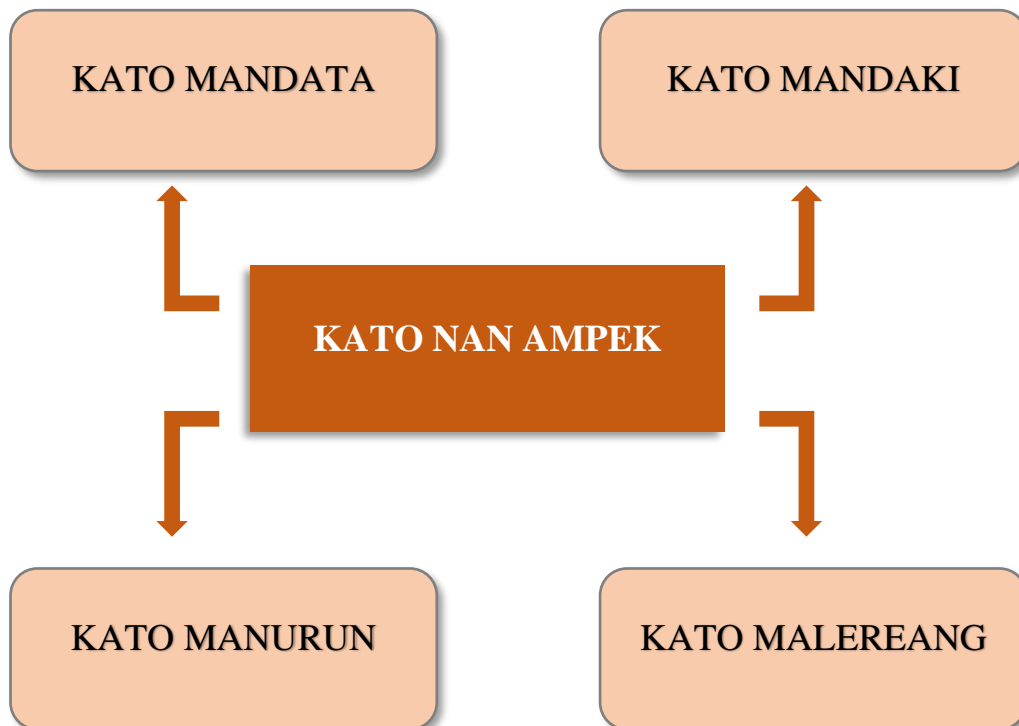 KATO MANDATA
KATO MANDAKI
KATO NAN AMPEK
KATO MANURUN
KATO MALEREANG